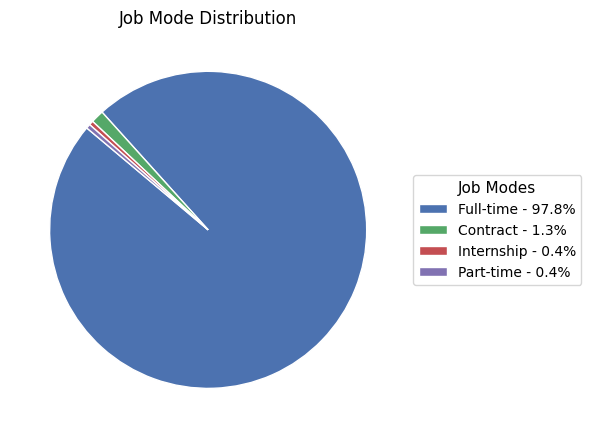 Job Mode Distribution
Job Modes
Full-time - 97.8%
Contract - 1.3%
Internship - 0.4%
Part-time - 0.4%